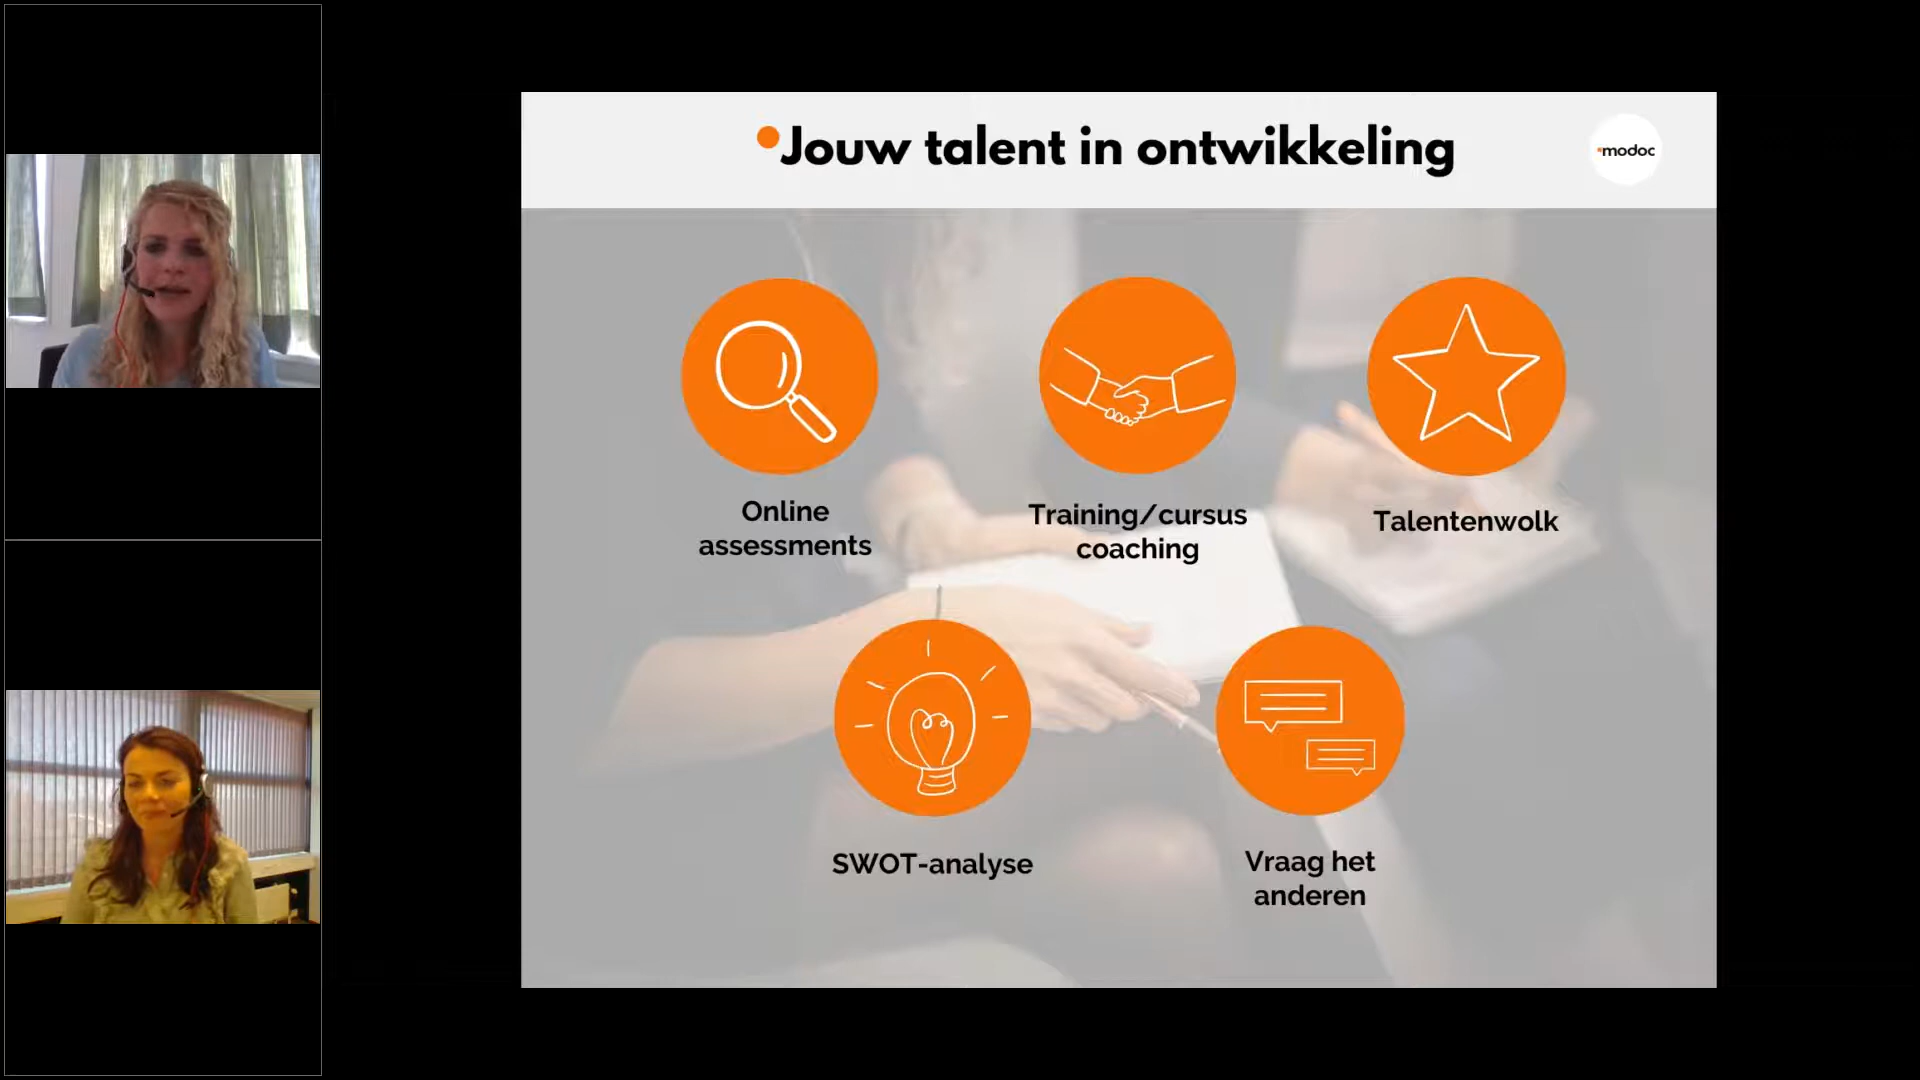 Jouw talent in ontwikkeling
modoc
Online
assessments
Training/cursus
coaching
Talentenwolk
SWOT-analyse
Vraag het
anderen